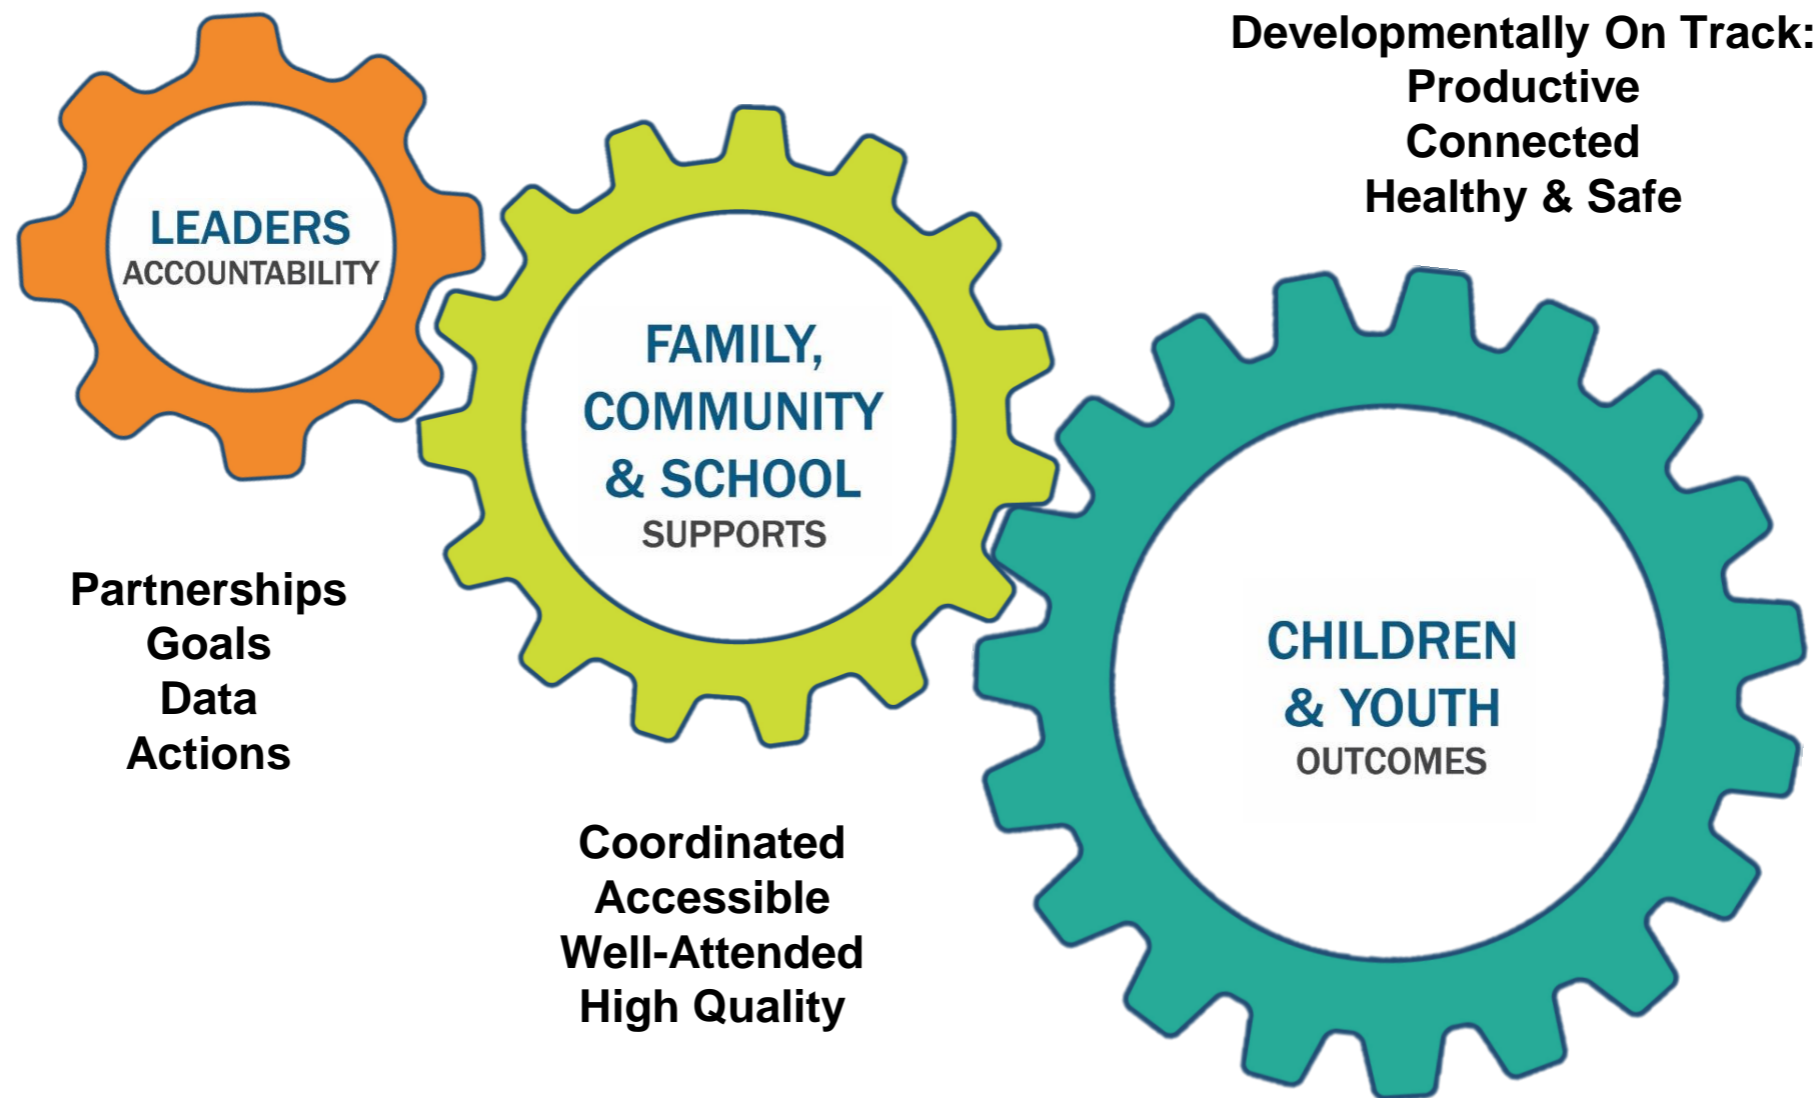 LEADERS
ACCOUNTABILITY
Partnerships
Goals
Data
Actions
FAMILY,
COMMUNITY
& SCHOOL
SUPPORTS
Coordinated
Accessible
Well-Attended
High Quality
Developmentally On Track:
Productive
Connected
Healthy & Safe
CHILDREN
& YOUTH
OUTCOMES